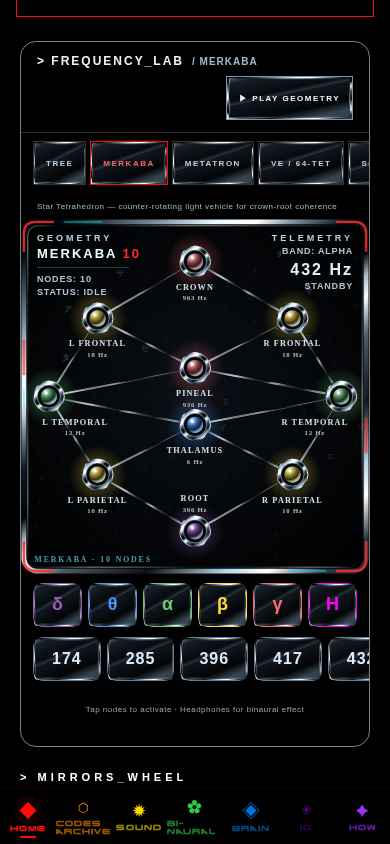 > FREQUENCY_LAB / MERKABA
PLAY GEOMETRY
TREE MERKABA METATRON VE / 64-TET
Star Tetrahedron — counter-rotating light vehicle for crown-root coherence
GEOMETRY TELEMETRY
MERKABA 10 BAND: ALPHA
432 Hz
NODES: 10 STANDBY
STATUS: IDLE
CROWN
963 Hz
L FRONTAL R FRONTAL
18 Hz 18 Hz
PINEAL
936 Hz
L TEMPORAL R TEMPORAL
12 Hz 12 Hz
THALAMUS
6 Hz
L PARIETAL R PARIETAL
10 Hz 10 Hz
ROOT
396 Hz
MERKABA · 10 NODES
δ θ α β γ H
174 285 396 417 432
Tap nodes to activate · Headphones for binaural effect
> MIRRORS_WHEEL
HOME CODES ARCHIVE SOUND BI-NAURAL BRAIN IC HOW